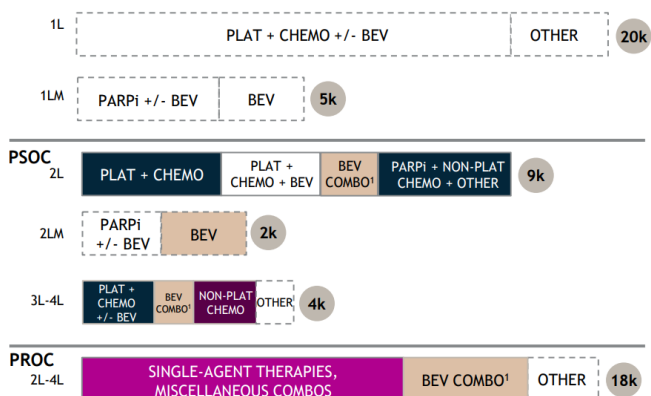 1L
PLAT + CHEMO +/- BEV
OTHER
20k
1LM
PARPi +/- BEV
BEV
5k
PSOC
2L
PLAT + CHEMO
PLAT +
CHEMO + BEV
BEV
COMBO¹
PARPi + NON-PLAT
CHEMO + OTHER
9k
2LM
PARPi
+/- BEV
BEV
2k
3L-4L
PLAT +
CHEMO
+/- BEV
BEV
COMBO¹
NON-PLAT
CHEMO
OTHER
4k
PROC
2L-4L
SINGLE-AGENT THERAPIES,
MISCELLANEOUS COMBOS
BEV COMBO¹
OTHER
18k